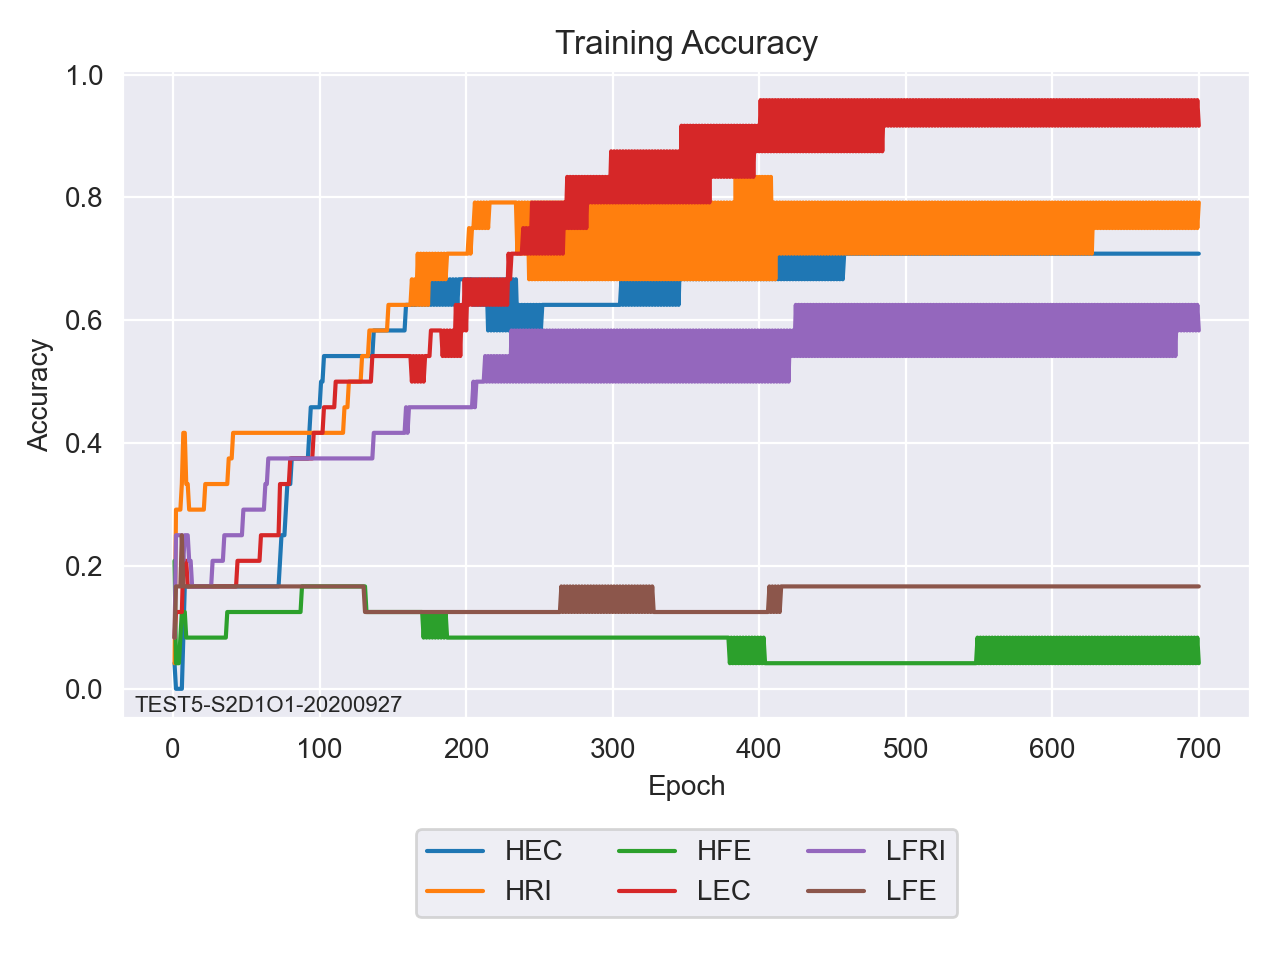 Training Accuracy
1.0
0.8
0.6
0.4
0.2
0.0
Accuracy
TEST5-S2D1O1-20200927
0 100 200 300 400 500 600 700
Epoch
HEC HFE LFRI
HRI LEC LFE